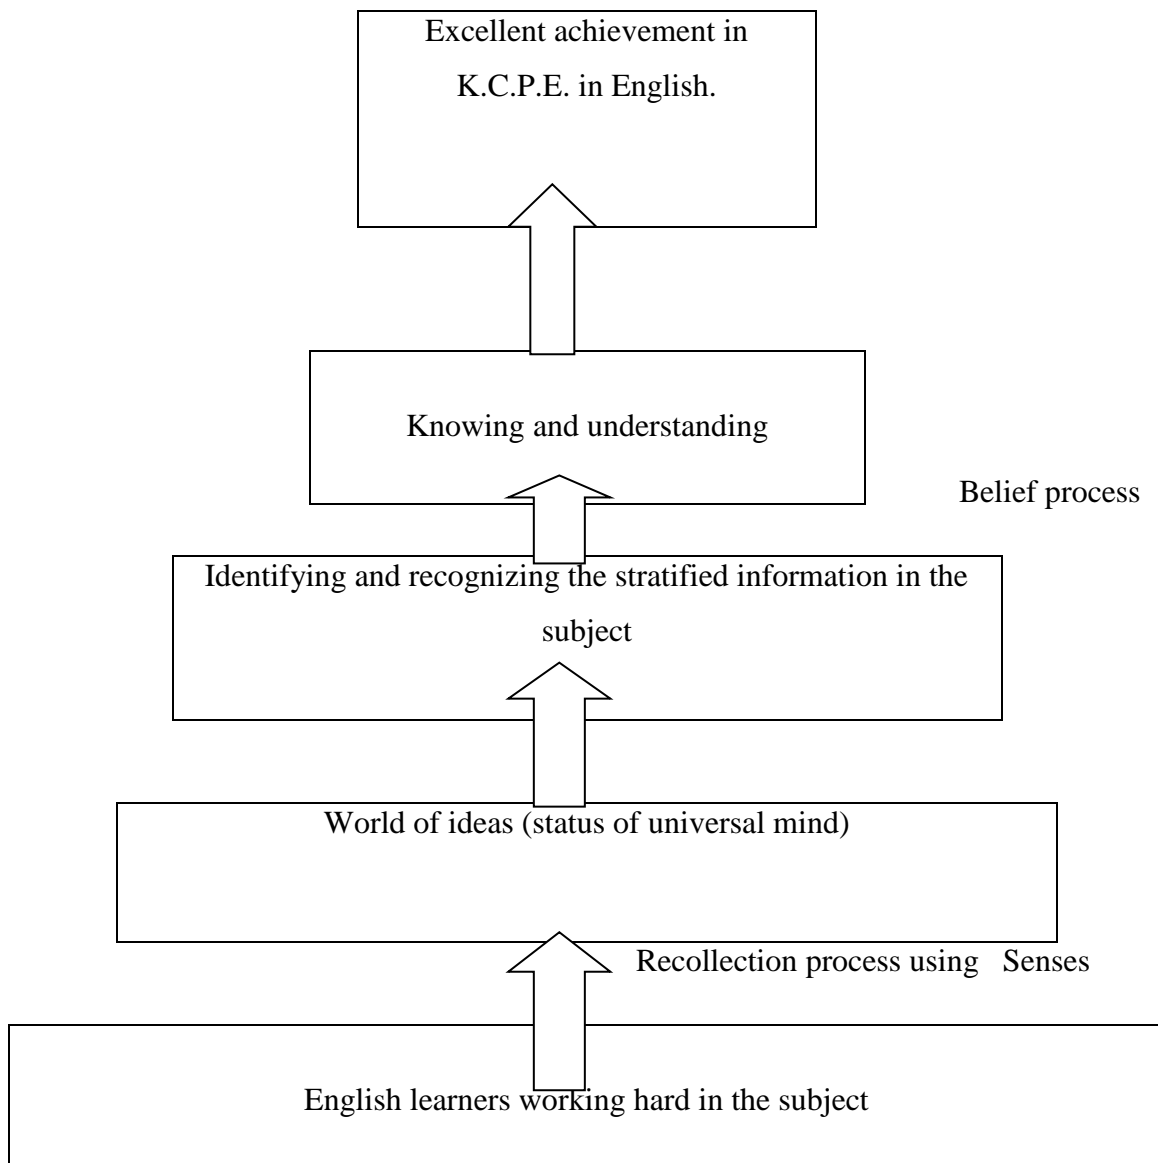 Excellent achievement in
K.C.P.E. in English.
Knowing and understanding
Belief process
Identifying and recognizing the stratified information in the
subject
World of ideas (status of universal mind)
Recollection process using   Senses
English learners working hard in the subject